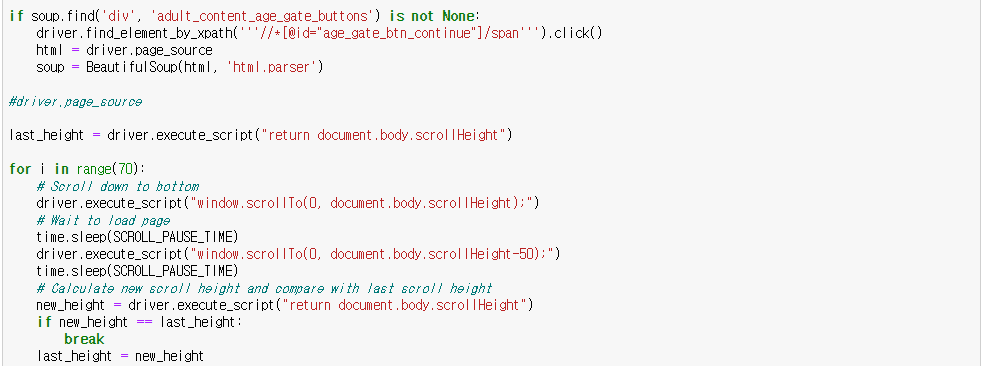 if soup.find('div', 'adult_content_age_gate_buttons') is not None:
    driver.find_element_by_xpath('''//*[@id="age_gate_btn_continue"]/span''').click()
    html = driver.page_source
    soup = BeautifulSoup(html, 'html.parser')

#driver.page_source

last_height = driver.execute_script("return document.body.scrollHeight")

for i in range(70):
    # Scroll down to bottom
    driver.execute_script("window.scrollTo(0, document.body.scrollHeight);")
    # Wait to load page
    time.sleep(SCROLL_PAUSE_TIME)
    driver.execute_script("window.scrollTo(0, document.body.scrollHeight-50);")
    time.sleep(SCROLL_PAUSE_TIME)
    # Calculate new scroll height and compare with last scroll height
    new_height = driver.execute_script("return document.body.scrollHeight")
    if new_height == last_height:
        break
    last_height = new_height